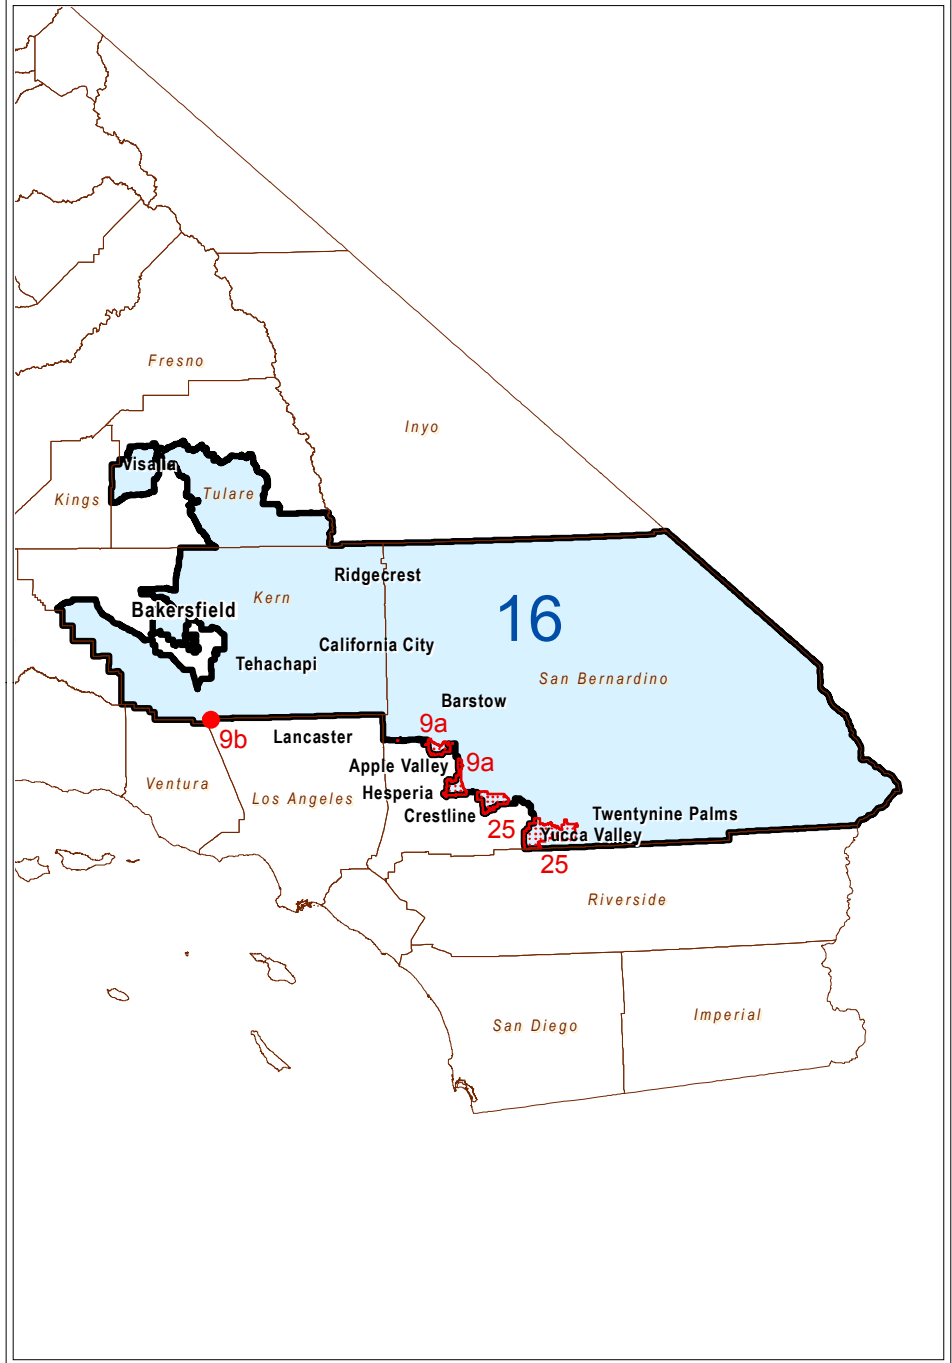 Fresno
Inyo
Visalia
Kings
Tulare
Ridgecrest
Kern
Bakersfield
16
California City
Tehachapi
San Bernardino
Barstow
9a
9b
Lancaster
9a
Apple Valley
Ventura
Los Angeles
Hesperia
Crestline
Twentynine Palms
25
Yucca Valley
25
Riverside
Imperial
San Diego